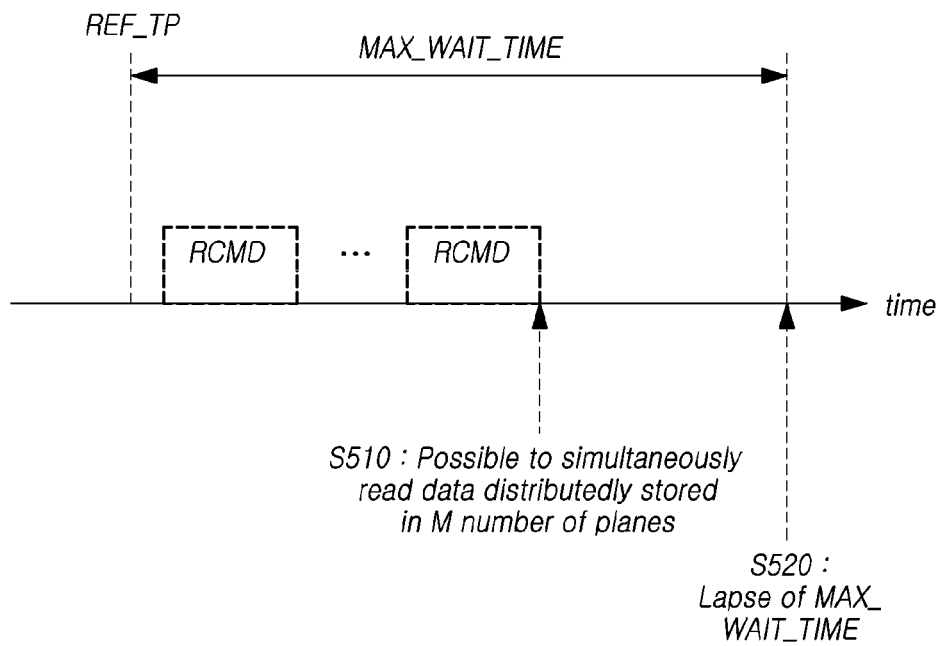 REF_TP
MAX_WAIT_TIME
RCMD ... RCMD
time
S510 : Possible to simultaneously
read data distributedly stored
in M number of planes
S520 :
Lapse of MAX_
WAIT_TIME